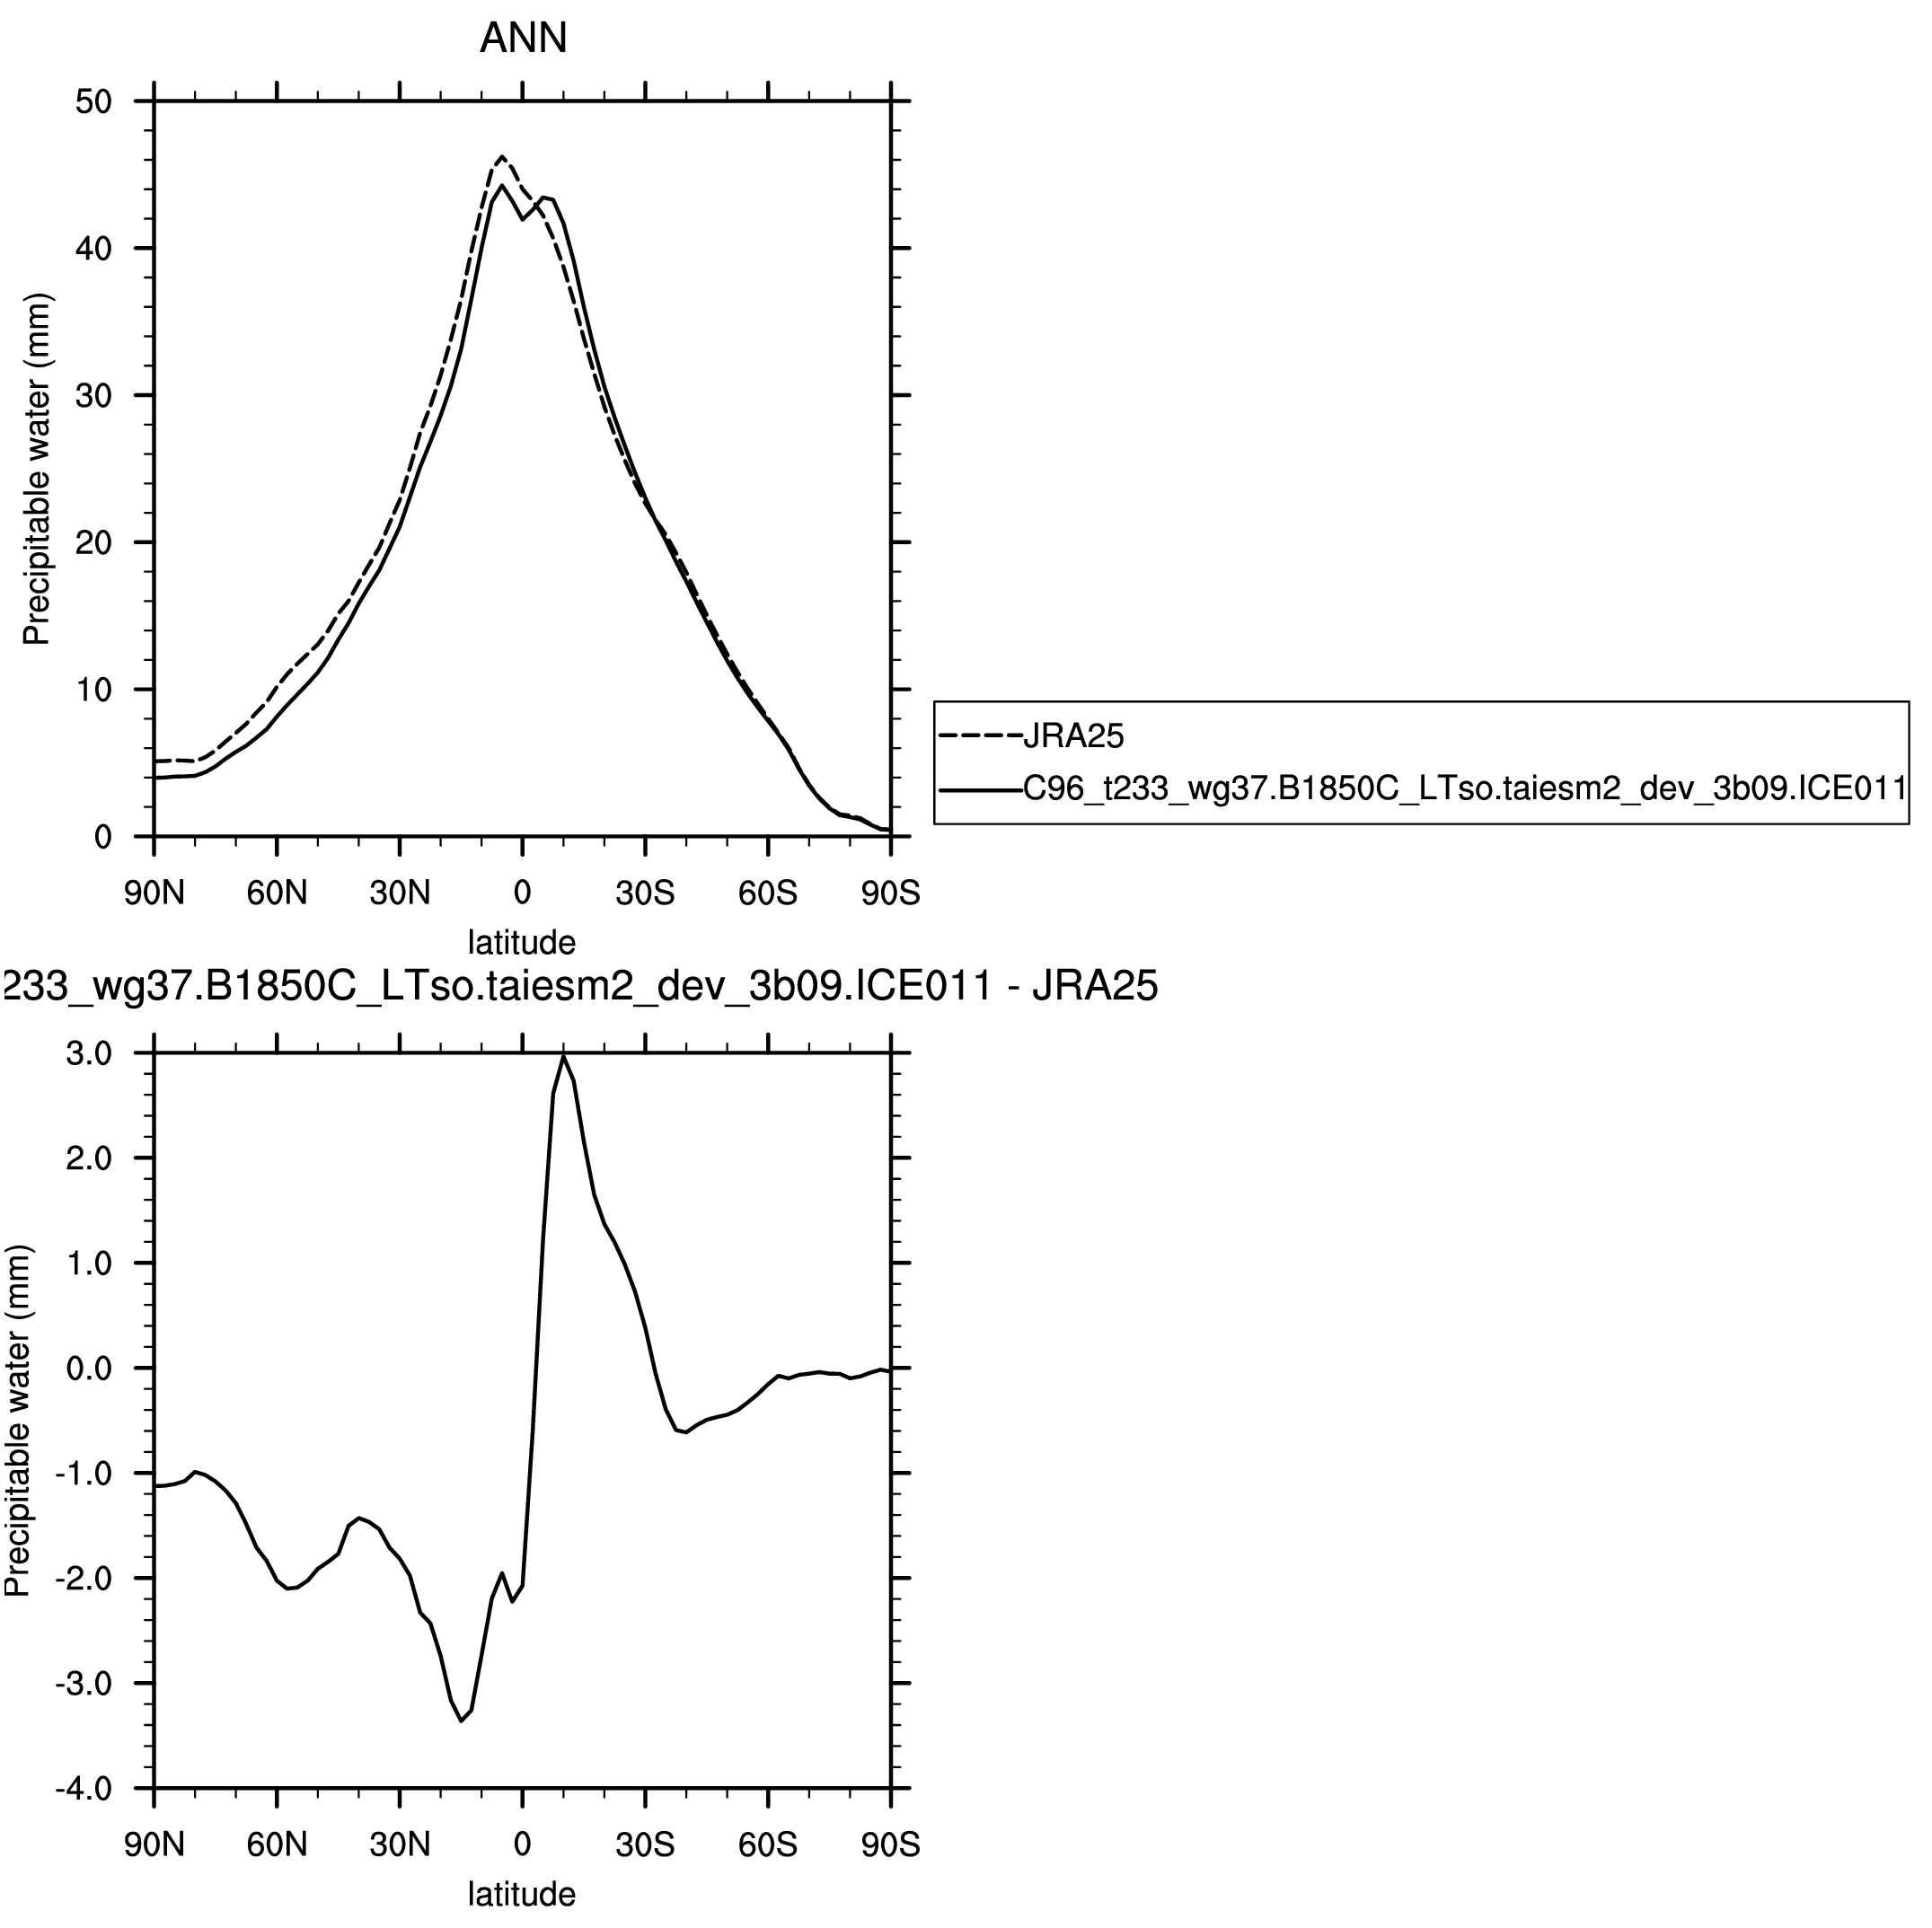 ANN
50
40
30
20
10
0
Precipitable water (mm)
90N 60N 30N 0 30S 60S 90S
latitude
JRA25
C96_t233_wg37.B1850C_LTso.taiesm2_dev_3b09.ICE011
233_wg37.B1850C_LTso.taiesm2_dev_3b09.ICE011 - JRA25
3.0
2.0
1.0
0.0
-1.0
-2.0
-3.0
-4.0
Precipitable water (mm)
90N 60N 30N 0 30S 60S 90S
latitude